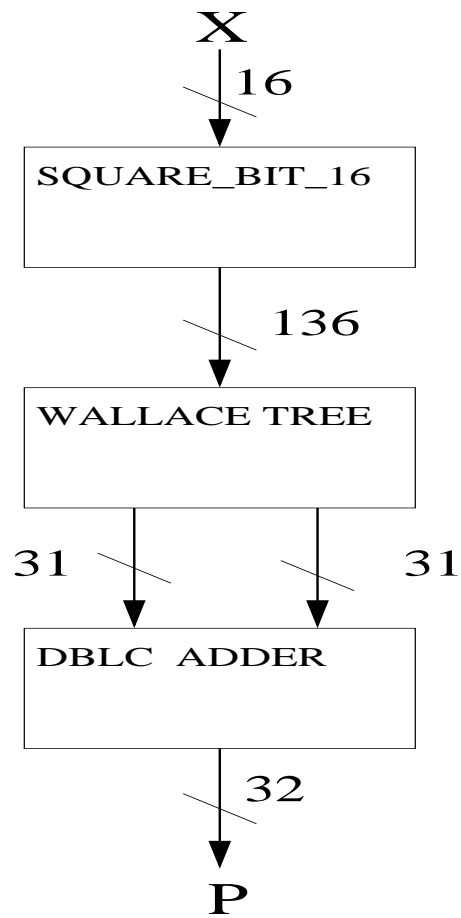 X
16
SQUARE_BIT_16
136
WALLACE TREE
31 31
DBLC ADDER
32
P